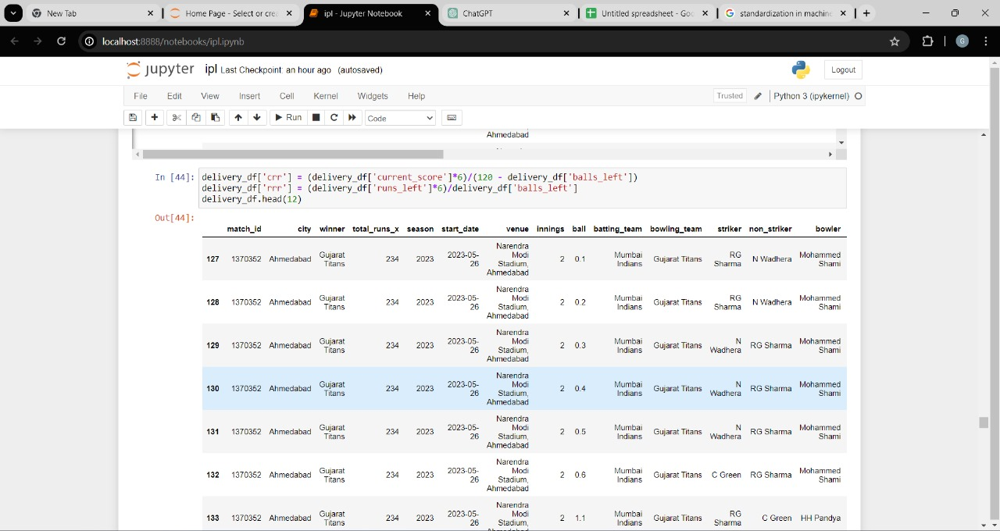 New Tab
Home Page - Select or crea
ipl - Jupyter Notebook
ChatGPT
Untitled spreadsheet - Goo
standardization in machin
localhost:8888/notebooks/ipl.ipynb
G
jupyter ipl Last Checkpoint: an hour ago (autosaved)
Logout
File Edit View Insert Cell Kernel Widgets Help
Trusted
Python 3 (ipykernel)
Run
Code
Ahmedabad
In [44]: delivery_df['crr'] = (delivery_df['current_score']*6)/(120 - delivery_df['balls_left'])
delivery_df['rrr'] = (delivery_df['runs_left']*6)/delivery_df['balls_left']
delivery_df.head(12)
Out[44]:
match_id city winner total_runs_x season start_date venue innings ball batting_team bowling_team striker non_striker bowler
127 1370352 Ahmedabad Gujarat Titans 234 2023 2023-05-26 Narendra Modi Stadium, Ahmedabad 2 0.1 Mumbai Indians Gujarat Titans RG Sharma N Wadhera Mohammed Shami
128 1370352 Ahmedabad Gujarat Titans 234 2023 2023-05-26 Narendra Modi Stadium, Ahmedabad 2 0.2 Mumbai Indians Gujarat Titans RG Sharma N Wadhera Mohammed Shami
129 1370352 Ahmedabad Gujarat Titans 234 2023 2023-05-26 Narendra Modi Stadium, Ahmedabad 2 0.3 Mumbai Indians Gujarat Titans N Wadhera RG Sharma Mohammed Shami
130 1370352 Ahmedabad Gujarat Titans 234 2023 2023-05-26 Narendra Modi Stadium, Ahmedabad 2 0.4 Mumbai Indians Gujarat Titans N Wadhera RG Sharma Mohammed Shami
131 1370352 Ahmedabad Gujarat Titans 234 2023 2023-05-26 Narendra Modi Stadium, Ahmedabad 2 0.5 Mumbai Indians Gujarat Titans N Wadhera RG Sharma Mohammed Shami
132 1370352 Ahmedabad Gujarat Titans 234 2023 2023-05-26 Narendra Modi Stadium, Ahmedabad 2 0.6 Mumbai Indians Gujarat Titans C Green RG Sharma Mohammed Shami
133 1370352 Ahmedabad Gujarat Titans 234 2023 2023-05-26 Narendra Modi Stadium, 2 1.1 Mumbai Indians Gujarat Titans RG Sharma C Green HH Pandya